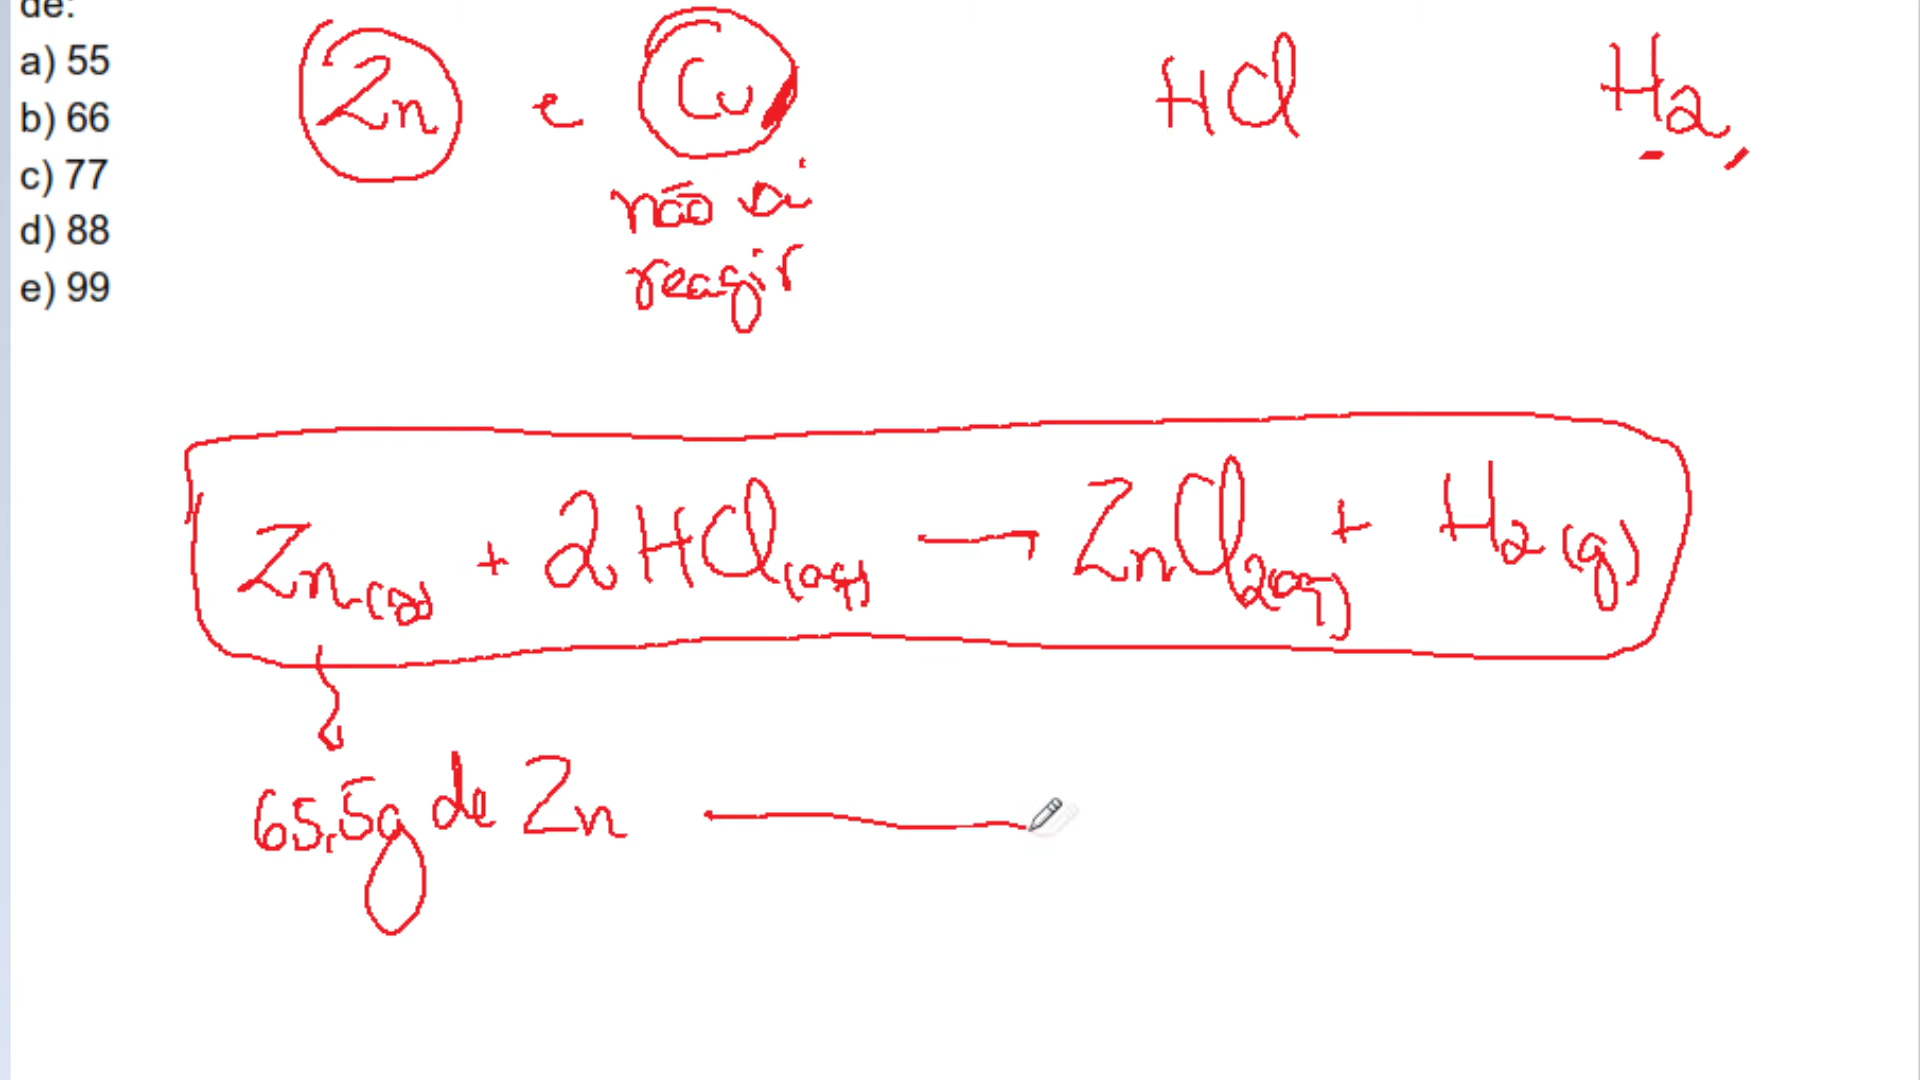 de:
a) 55
b) 66
c) 77
d) 88
e) 99
Zn e Cu HCl H2,
não vai
reagir
Zn(s) + 2HCl(aq) → ZnCl2(aq) + H2(g)
65,5g de Zn